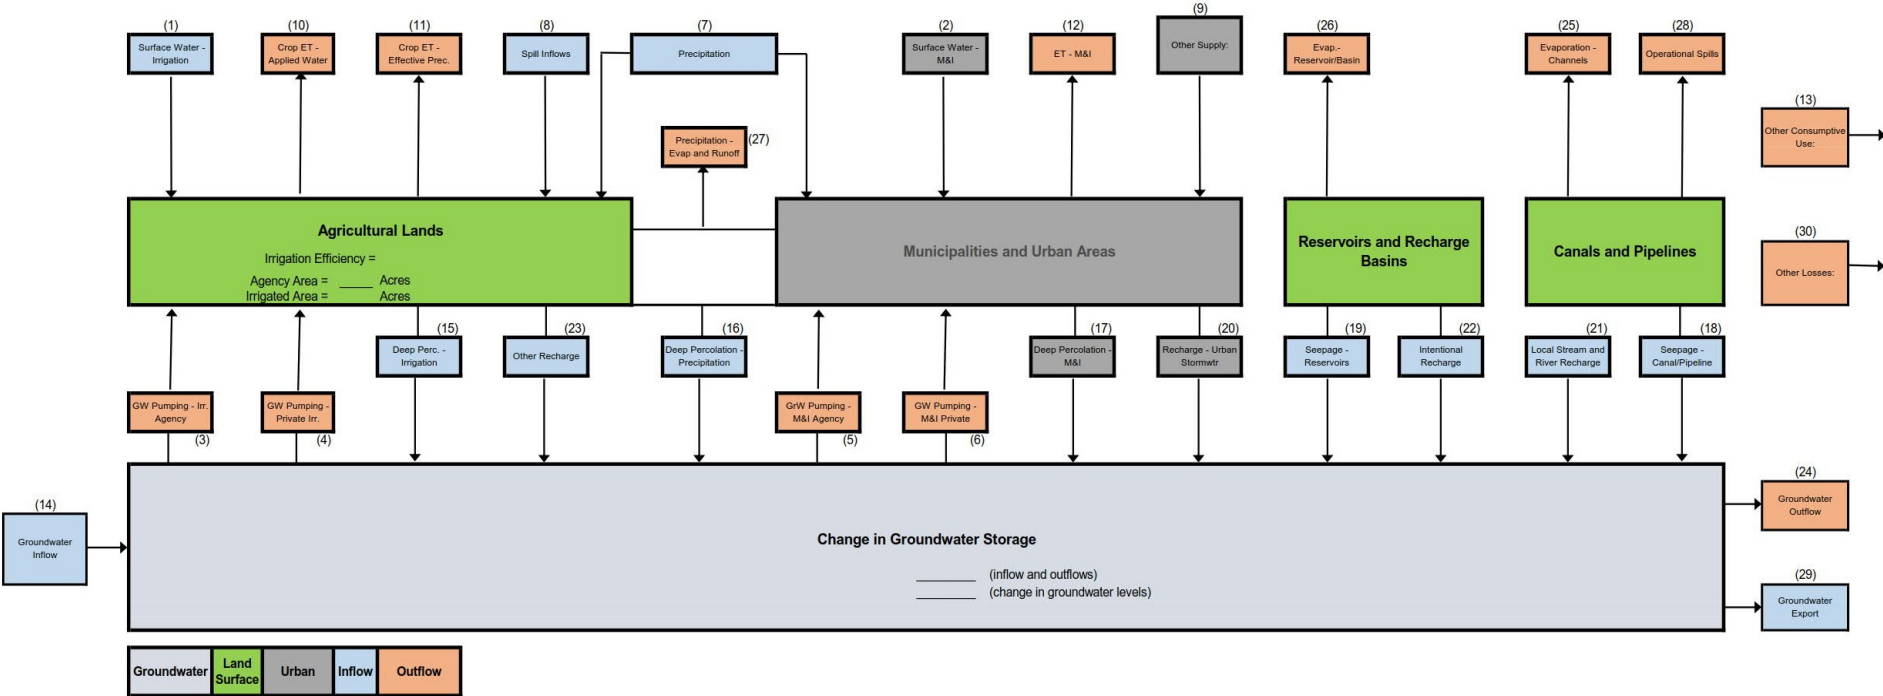 (1)
Surface Water -
Irrigation
(10)
Crop ET -
Applied Water
(11)
Crop ET -
Effective Prec.
(8)
Spill Inflows
(7)
Precipitation
(2)
Surface Water -
M&I
(12)
ET - M&I
(9)
Other Supply:
(26)
Evap.-
Reservoir/Basin
(25)
Evaporation -
Channels
(28)
Operational Spills
(13)
Other Consumptive
Use:
Precipitation -
Evap and Runoff
(27)
Agricultural Lands
Irrigation Efficiency =
Agency Area = _____ Acres
Irrigated Area = Acres
Municipalities and Urban Areas
Reservoirs and Recharge
Basins
Canals and Pipelines
(30)
Other Losses:
(15)
Deep Perc. -
Irrigation
(23)
Other Recharge
(16)
Deep Percolation -
Precipitation
(17)
Deep Percolation -
M&I
(20)
Recharge - Urban
Stormwtr
(19)
Seepage -
Reservoirs
(22)
Intentional
Recharge
(21)
Local Stream and
River Recharge
(18)
Seepage -
Canal/Pipeline
GW Pumping - Irr.
Agency
(3)
GW Pumping -
Private Irr.
(4)
GrW Pumping -
M&I Agency
(5)
GW Pumping -
M&I Private
(6)
(14)
Groundwater
Inflow
Change in Groundwater Storage
_________ (inflow and outflows)
_________ (change in groundwater levels)
(24)
Groundwater
Outflow
(29)
Groundwater
Export
Groundwater
Land
Surface
Urban
Inflow
Outflow